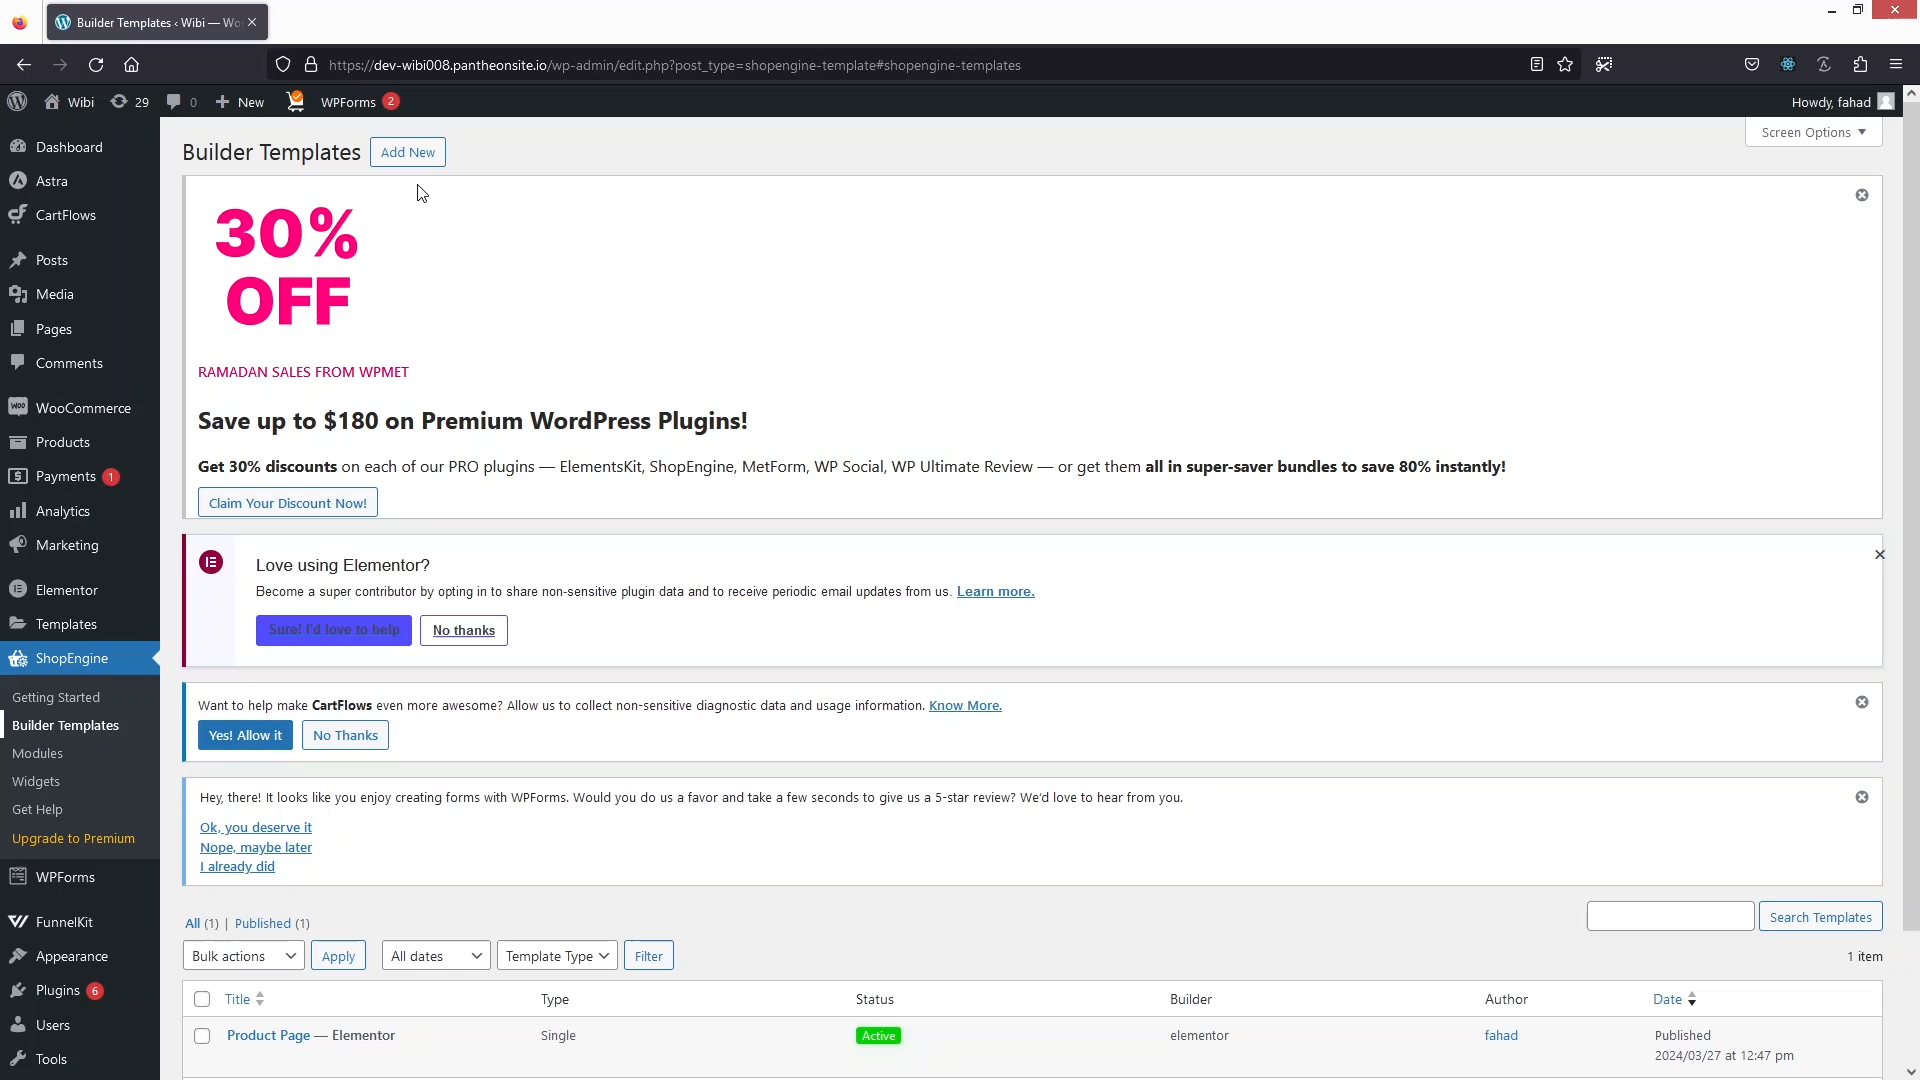 Builder Templates ‹ Wibi — Wo
https://dev-wibi008.pantheonsite.io/wp-admin/edit.php?post_type=shopengine-template#shopengine-templates
Wibi 29 0 New WPForms 2 Howdy, fahad
Screen Options
Builder Templates Add New
Dashboard
Astra
CartFlows
Posts
Media
Pages
Comments
WooCommerce
Products
Payments 1
Analytics
Marketing
Elementor
Templates
ShopEngine
Getting Started
Builder Templates
Modules
Widgets
Get Help
Upgrade to Premium
WPForms
FunnelKit
Appearance
Plugins 6
Users
Tools
30%
OFF
RAMADAN SALES FROM WPMET
Save up to $180 on Premium WordPress Plugins!
Get 30% discounts on each of our PRO plugins — ElementsKit, ShopEngine, MetForm, WP Social, WP Ultimate Review — or get them all in super-saver bundles to save 80% instantly!
Claim Your Discount Now!
Love using Elementor?
Become a super contributor by opting in to share non-sensitive plugin data and to receive periodic email updates from us. Learn more.
Sure! I'd love to help No thanks
Want to help make CartFlows even more awesome? Allow us to collect non-sensitive diagnostic data and usage information. Know More.
Yes! Allow it No Thanks
Hey, there! It looks like you enjoy creating forms with WPForms. Would you do us a favor and take a few seconds to give us a 5-star review? We'd love to hear from you.
Ok, you deserve it
Nope, maybe later
I already did
All (1) | Published (1) Search Templates
Bulk actions Apply All dates Template Type Filter 1 item
Title Type Status Builder Author Date
Product Page — Elementor Single Active elementor fahad Published
2024/03/27 at 12:47 pm